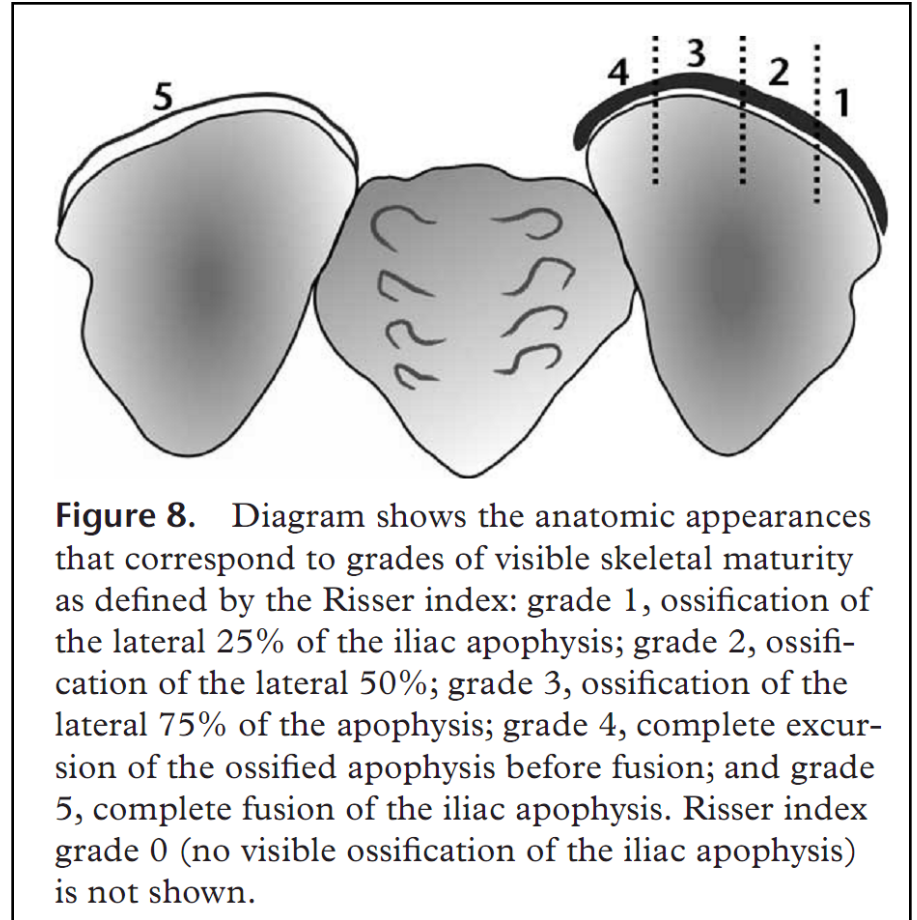 5
4 3 2 1
Figure 8. Diagram shows the anatomic appearances
that correspond to grades of visible skeletal maturity
as defined by the Risser index: grade 1, ossification of
the lateral 25% of the iliac apophysis; grade 2, ossifi-
cation of the lateral 50%; grade 3, ossification of the
lateral 75% of the apophysis; grade 4, complete excur-
sion of the ossified apophysis before fusion; and grade
5, complete fusion of the iliac apophysis. Risser index
grade 0 (no visible ossification of the iliac apophysis)
is not shown.